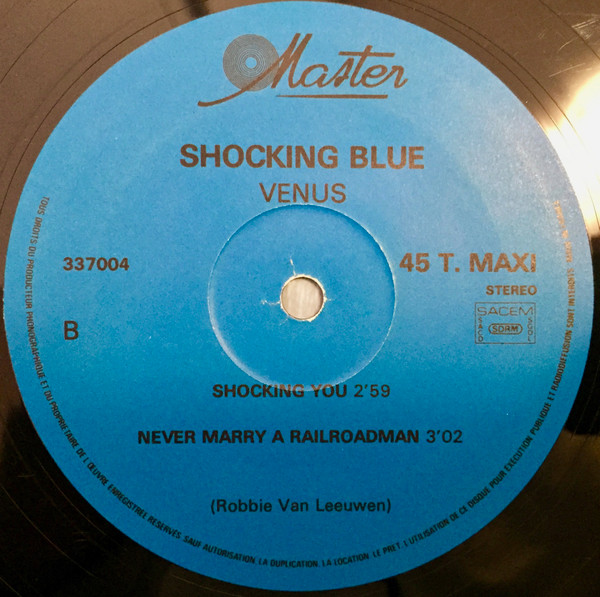 Master
SHOCKING BLUE
VENUS
337004
45 T. MAXI
STEREO
B
SACEM
SACD
SDRM
SGDL
SHOCKING YOU 2'59
NEVER MARRY A RAILROADMAN 3'02
(Robbie Van Leeuwen)
TOUS DROITS DU PRODUCTEUR PHONOGRAPHIQUE ET DU PROPRIETAIRE DE L'ŒUVRE ENREGISTREE RESERVES. SAUF AUTORISATION, LA DUPLICATION, LA LOCATION, LE PRET, L'UTILISATION DE CE DISQUE POUR EXECUTION PUBLIQUE ET RADIODIFFUSION SONT INTERDITS.